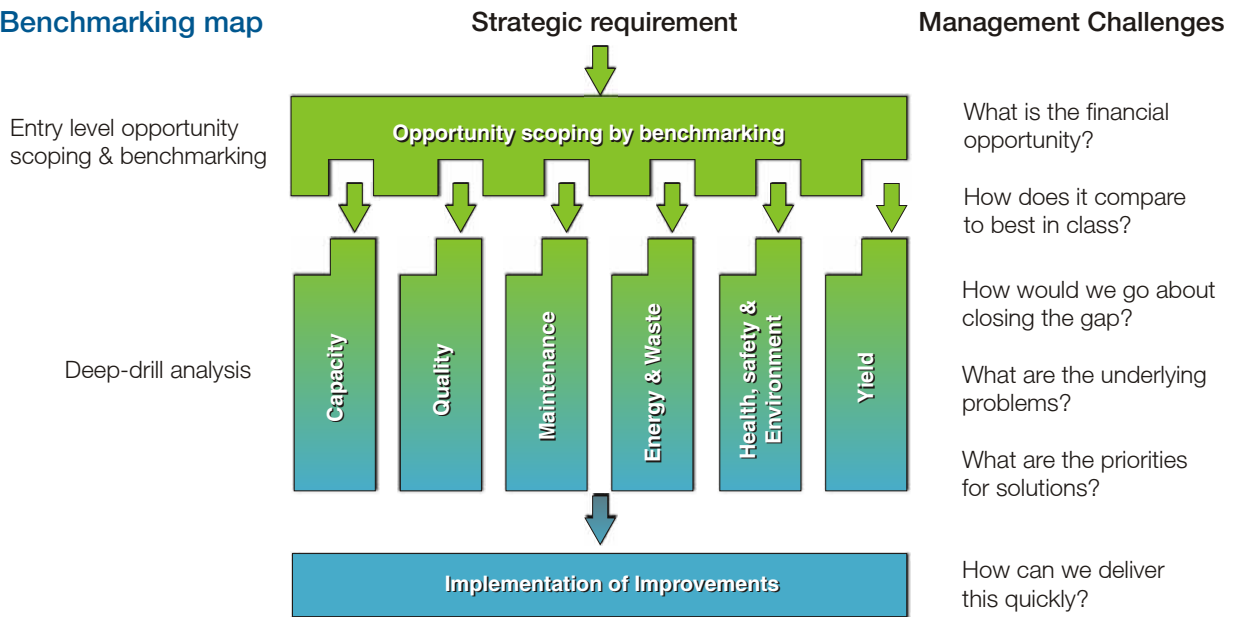 Benchmarking map
Strategic requirement
Management Challenges
Entry level opportunity
scoping & benchmarking
Opportunity scoping by benchmarking
What is the financial
opportunity?
How does it compare
to best in class?
Deep-drill analysis
Capacity
Quality
Maintenance
Energy & Waste
Health, safety &
Environment
Yield
How would we go about
closing the gap?
What are the underlying
problems?
What are the priorities
for solutions?
Implementation of Improvements
How can we deliver
this quickly?